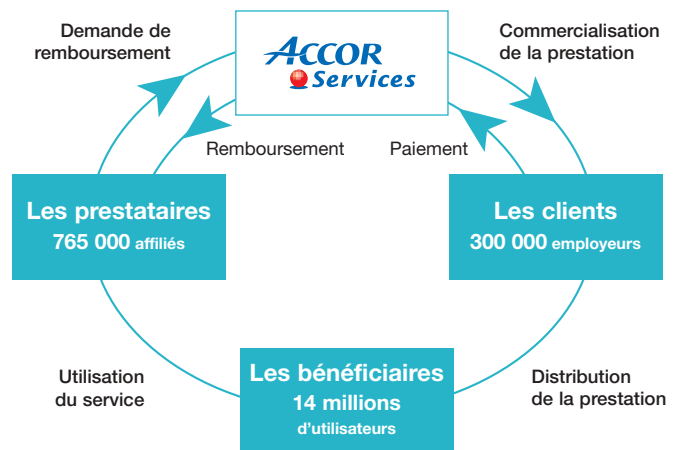 Demande de
remboursement
ACCOR
Services
Commercialisation
de la prestation
Remboursement
Paiement
Les prestataires
765 000 affiliés
Les clients
300 000 employeurs
Utilisation
du service
Les bénéficiaires
14 millions
d'utilisateurs
Distribution
de la prestation